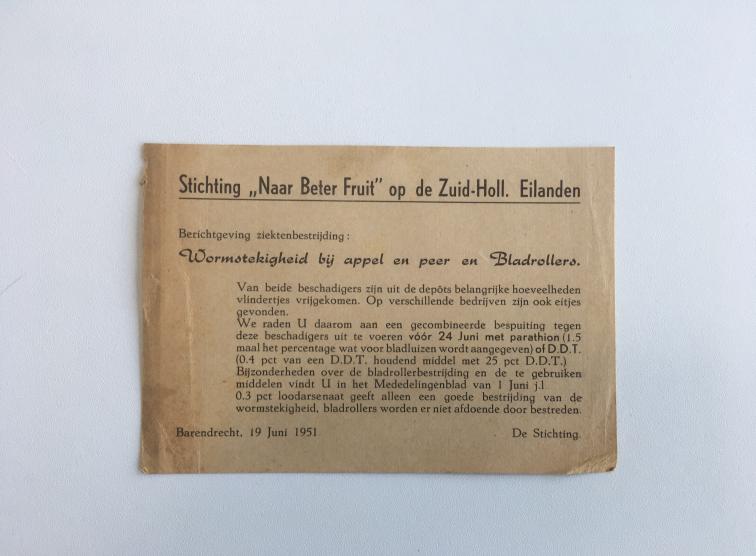 Stichting „Naar Beter Fruit” op de Zuid-Holl. Eilanden
Berichtgeving ziektenbestrijding:
Wormstekigheid bij appel en peer en Bladrollers.
Van beide beschadigers zijn uit de depôts belangrijke hoeveelheden
vlindertjes vrijgekomen. Op verschillende bedrijven zijn ook eitjes
gevonden.
We raden U daarom aan een gecombineerde bespuiting tegen
deze beschadigers uit te voeren vóór 24 Juni met parathion (1.5
maal het percentage wat voor bladluizen wordt aangegeven) of D.D.T.
(0.4 pct van een D.D.T. houdend middel met 25 pct D.D.T.)
Bijzonderheden over de bladrollerbestrijding en de te gebruiken
middelen vindt U in het Mededelingenblad van 1 Juni j.l
0.3 pct loodarsenaat geeft alleen een goede bestrijding van de
wormstekigheid, bladrollers worden er niet afdoende door bestreden.
Barendrecht, 19 Juni 1951 De Stichting.